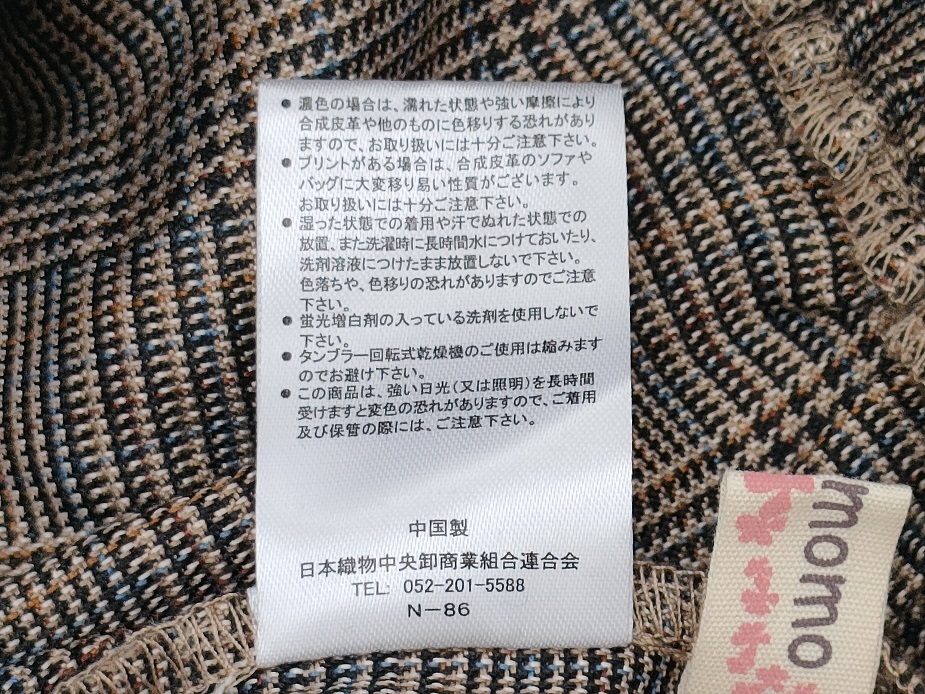 ● 濃色の場合は、濡れた状態や強い摩擦により
合成皮革や他のものに色移りする恐れがあり
ますので、お取り扱いには十分ご注意下さい。
● プリントがある場合は、合成皮革のソファや
バッグに大変移り易い性質がございます。
お取り扱いには十分ご注意下さい。
● 湿った状態での着用や汗でぬれた状態での
放置、また洗濯時に長時間水につけておいたり、
洗剤溶液につけたまま放置しないで下さい。
色落ちや、色移りの恐れがありますのでご注意
下さい。
● 蛍光増白剤の入っている洗剤を使用しないで
下さい。
● タンブラー回転式乾燥機のご使用は縮みます
のでお避け下さい。
● この商品は、強い日光(又は照明)を長時間
受けますと変色の恐れがありますので、ご着用
及び保管の際には、ご注意下さい。
中国製
日本織物中央卸商業組合連合会
TEL: 052-201-5588
N-86
momo